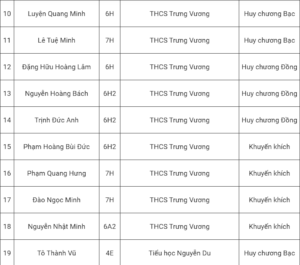 10 Luyện Quang Minh 6H THCS Trưng Vương Huy chương Bạc
11 Lê Tuệ Minh 7H THCS Trưng Vương Huy chương Bạc
12 Đặng Hữu Hoàng Lâm 6H THCS Trưng Vương Huy chương Đồng
13 Nguyễn Hoàng Bách 6H2 THCS Trưng Vương Huy chương Đồng
14 Trịnh Đức Anh 6H2 THCS Trưng Vương Huy chương Đồng
15 Phạm Hoàng Bùi Đức 6H2 THCS Trưng Vương Khuyến khích
16 Phạm Quang Hưng 7H THCS Trưng Vương Khuyến khích
17 Đào Ngọc Minh 7H THCS Trưng Vương Khuyến khích
18 Nguyễn Nhật Minh 6A2 THCS Trưng Vương Khuyến khích
19 Tô Thành Vũ 4E Tiểu học Nguyễn Du Huy chương Bạc